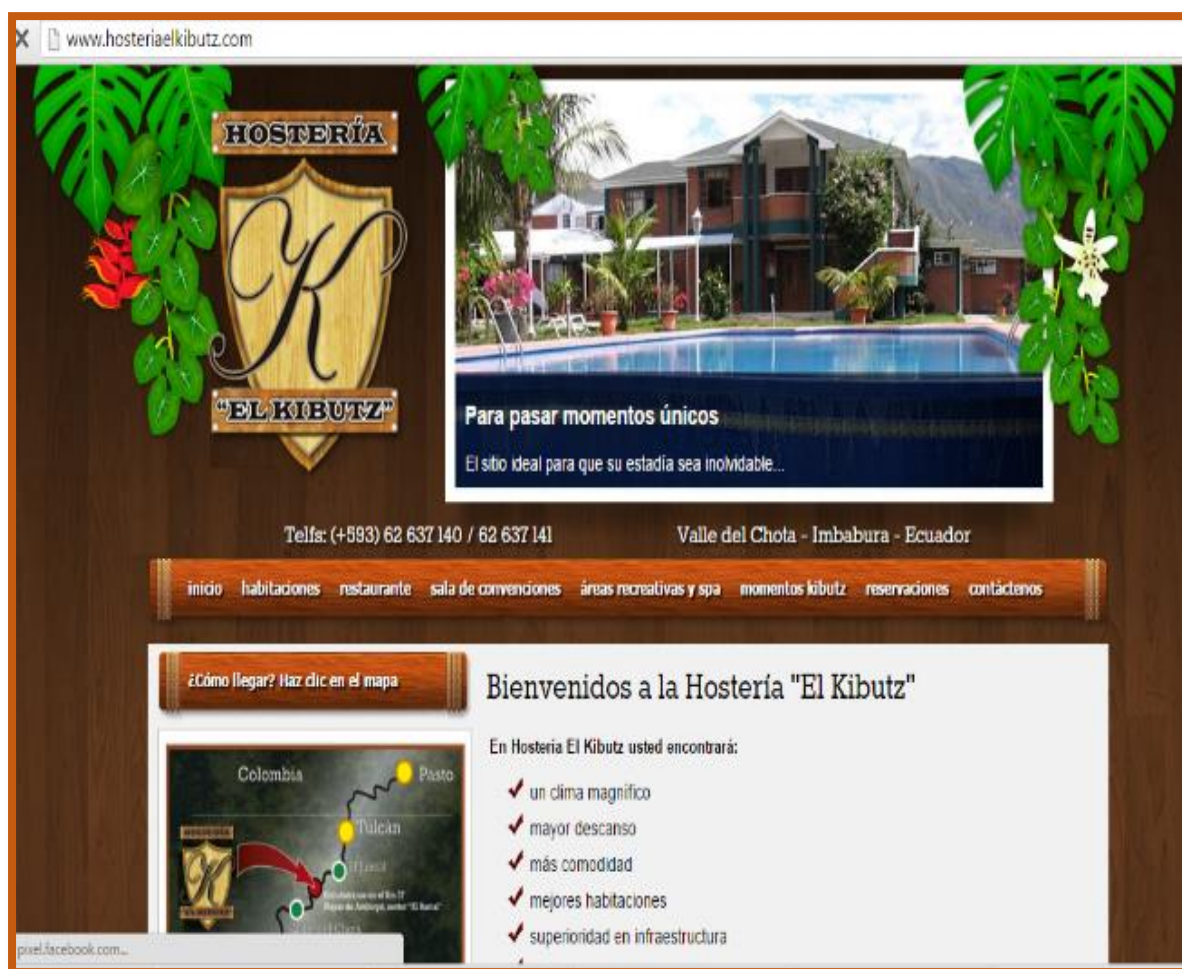 www.hosteriaelkibutz.com
HOSTERÍA
K
"EL KIBUTZ"
Para pasar momentos únicos
El sitio ideal para que su estadía sea inolvidable...
Telfs: (+593) 62 637 140 / 62 637 141
Valle del Chota - Imbabura - Ecuador
inicio habitaciones restaurante sala de convenciones áreas recreativas y spa momentos kibutz reservaciones contáctenos
¿Cómo llegar? Haz clic en el mapa
Colombia
Pasto
Tulcán
HOSTERÍA
K
"EL KIBUTZ"
Bienvenidos a la Hostería "El Kibutz"
En Hosteria El Kibutz usted encontrará:
un clima magnifico
mayor descanso
más comodidad
mejores habitaciones
superioridad en infraestructura
pixel.facebook.com...